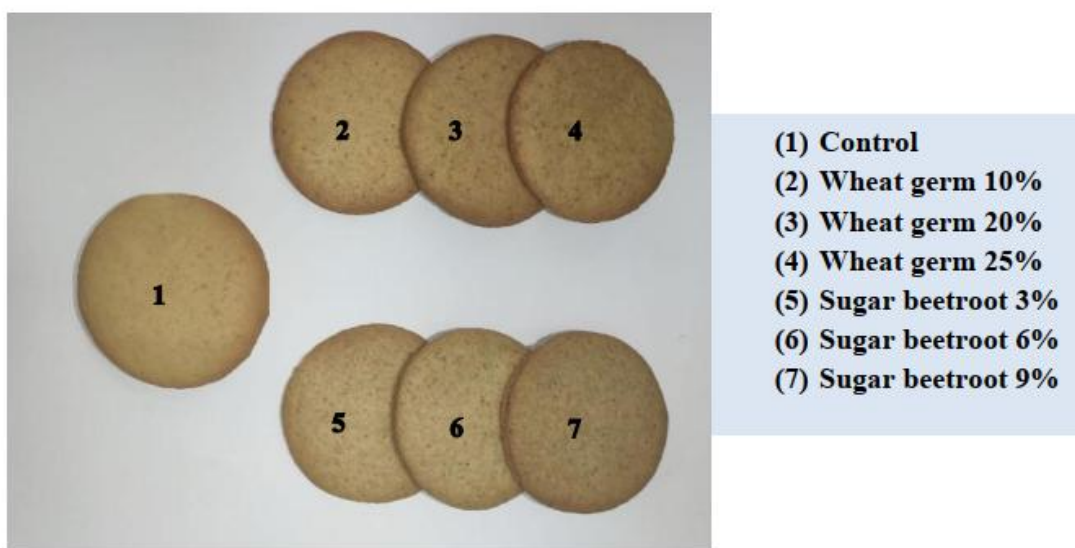 1
2
3
4
5
6
7
(1) Control
(2) Wheat germ 10%
(3) Wheat germ 20%
(4) Wheat germ 25%
(5) Sugar beetroot 3%
(6) Sugar beetroot 6%
(7) Sugar beetroot 9%